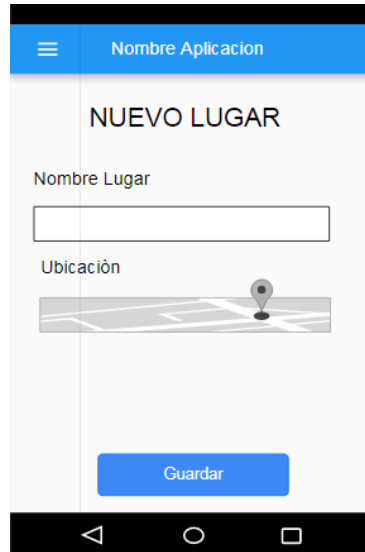 Nombre Aplicacion
NUEVO LUGAR
Nombre Lugar
Ubicaciòn
Guardar